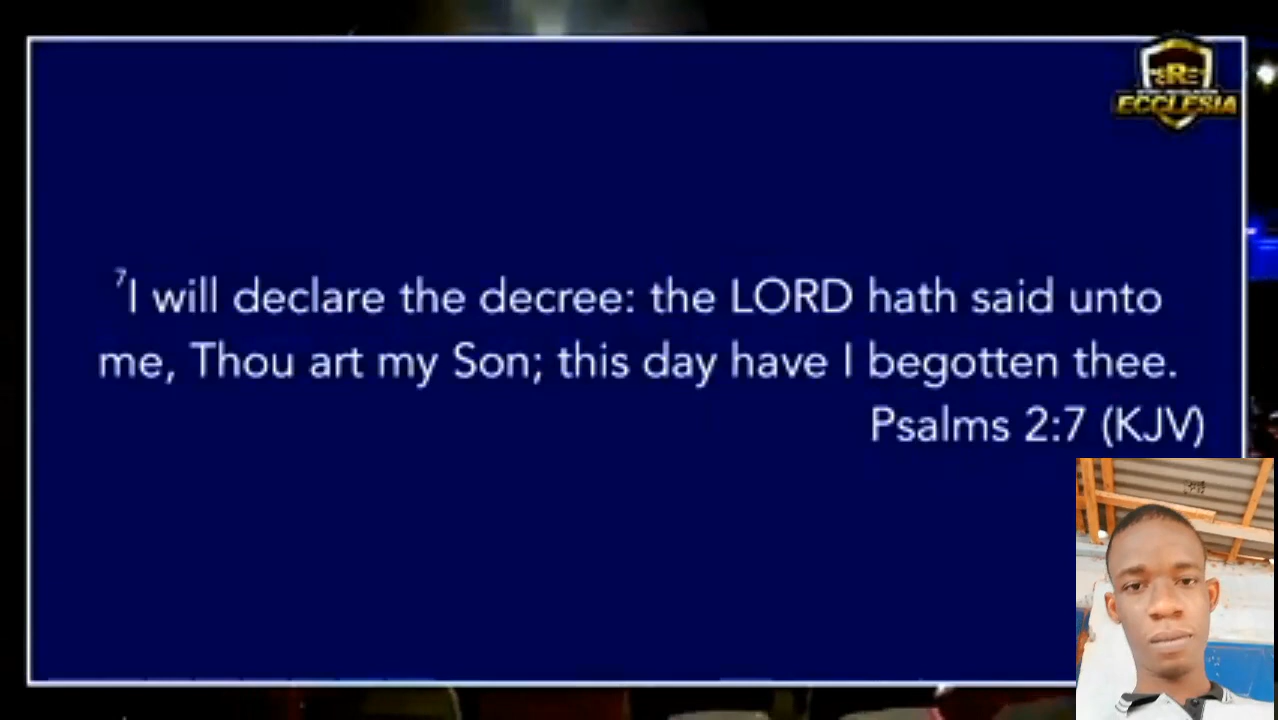 ECCLESIA
⁷I will declare the decree: the LORD hath said unto
me, Thou art my Son; this day have I begotten thee.
Psalms 2:7 (KJV)